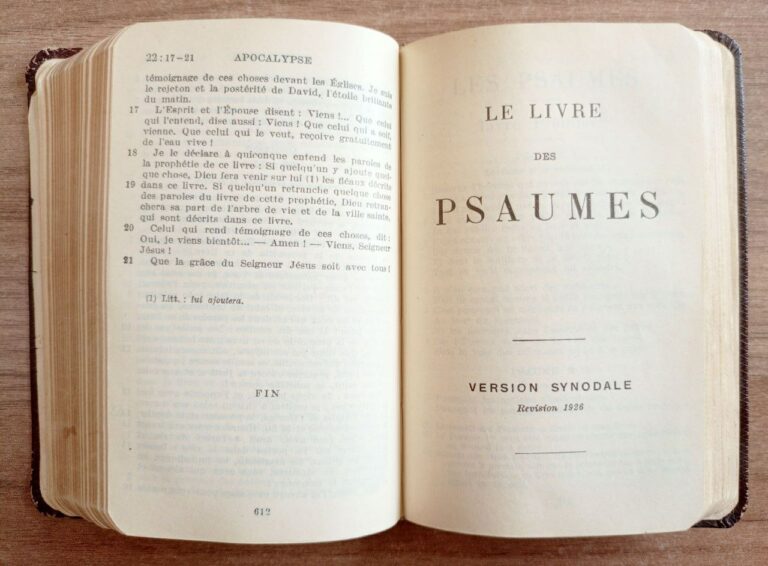 22 : 17-21 APOCALYPSE
témoignage de ces choses devant les Églises. Je suis
le rejeton et la postérité de David, l'étoile brillante
du matin.
17 L'Esprit et l'Épouse disent : Viens !... Que celui
qui l'entend, dise aussi : Viens ! Que celui qui a soif,
vienne. Que celui qui le veut, reçoive gratuitement
de l'eau vive !
18 Je le déclare à quiconque entend les paroles de
la prophétie de ce livre : Si quelqu'un y ajoute quel-
que chose, Dieu fera venir sur lui (1) les fléaux décrits
19 dans ce livre. Si quelqu'un retranche quelque chose
des paroles du livre de cette prophétie, Dieu retran-
chera sa part de l'arbre de vie et de la ville sainte,
qui sont décrits dans ce livre.
20 Celui qui rend témoignage de ces choses, dit :
Oui, je viens bientôt... — Amen ! — Viens, Seigneur
Jésus !
21 Que la grâce du Seigneur Jésus soit avec tous !
(1) Litt. : lui ajoutera.
FIN
612
LE LIVRE
DES
PSAUMES
VERSION SYNODALE
Revision 1926